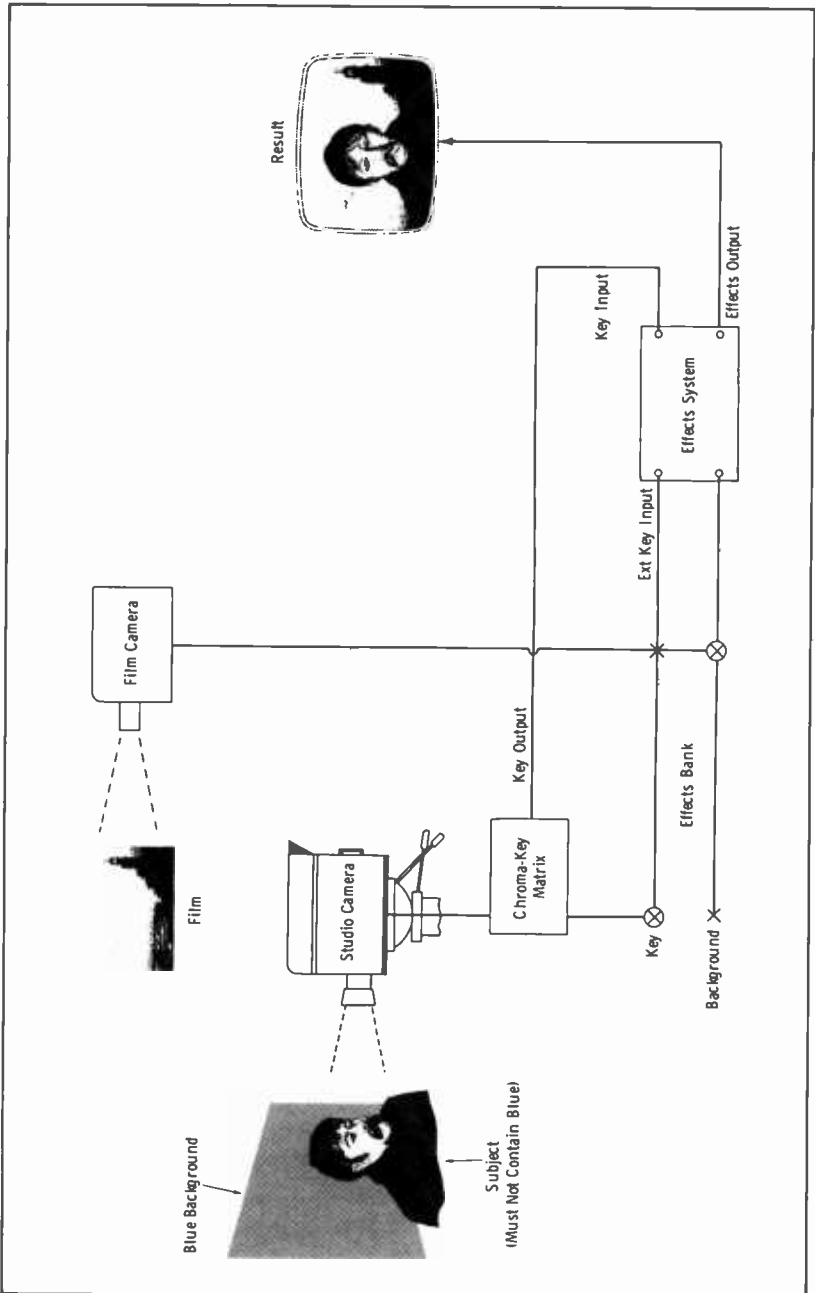 Blue Background
Subject
(Must Not Contain Blue)
Film
Studio Camera
Film Camera
Chroma-Key
Matrix
Key Output
Key
Background
Effects Bank
Ext Key Input
Key Input
Effects System
Effects Output
Result